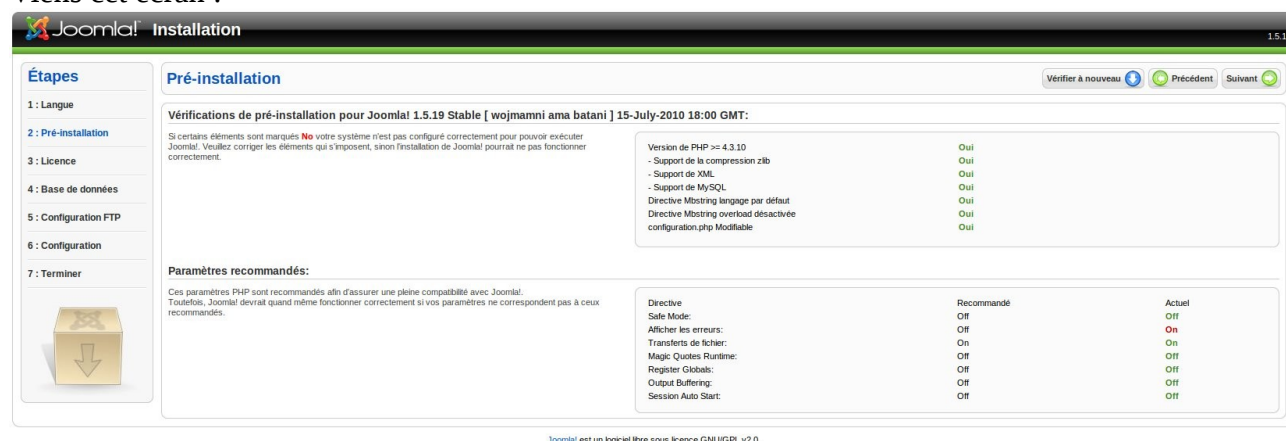 Viens cet écran :
Joomla! Installation
1.5.1
Étapes
1 : Langue
2 : Pré-installation
3 : Licence
4 : Base de données
5 : Configuration FTP
6 : Configuration
7 : Terminer
Pré-installation
Vérifier à nouveau
Précédent
Suivant
Vérifications de pré-installation pour Joomla! 1.5.19 Stable [ wojmamni ama batani ] 15-July-2010 18:00 GMT:
Si certains éléments sont marqués No votre système n'est pas configuré correctement pour pouvoir exécuter
Joomla!. Veuillez corriger les éléments qui s'imposent, sinon l'installation de Joomla! pourrait ne pas fonctionner
correctement.
Version de PHP >= 4.3.10 Oui
- Support de la compression zlib Oui
- Support de XML Oui
- Support de MySQL Oui
Directive Mbstring langage par défaut Oui
Directive Mbstring overload désactivée Oui
configuration.php Modifiable Oui
Paramètres recommandés:
Ces paramètres PHP sont recommandés afin d'assurer une pleine compatibilité avec Joomla!.
Toutefois, Joomla! devrait quand même fonctionner correctement si vos paramètres ne correspondent pas à ceux
recommandés.
Directive Recommandé Actuel
Safe Mode: Off Off
Afficher les erreurs: Off On
Transferts de fichier: On On
Magic Quotes Runtime: Off Off
Register Globals: Off Off
Output Buffering: Off Off
Session Auto Start: Off Off
Joomla! est un logiciel libre sous licence GNU/GPL v2.0